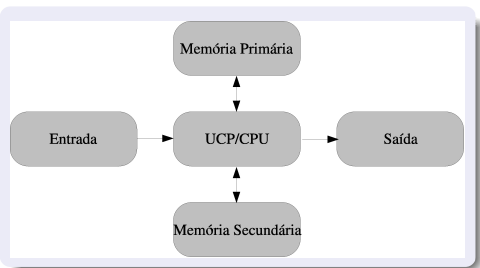 Memória Primária
Entrada
UCP/CPU
Saída
Memória Secundária